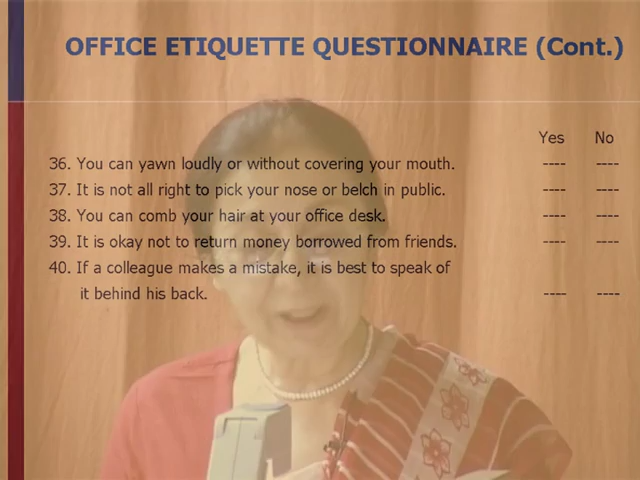 OFFICE ETIQUETTE QUESTIONNAIRE (Cont.)
Yes No
36. You can yawn loudly or without covering your mouth. ---- ----
37. It is not all right to pick your nose or belch in public. ---- ----
38. You can comb your hair at your office desk. ---- ----
39. It is okay not to return money borrowed from friends. ---- ----
40. If a colleague makes a mistake, it is best to speak of
it behind his back. ---- ----